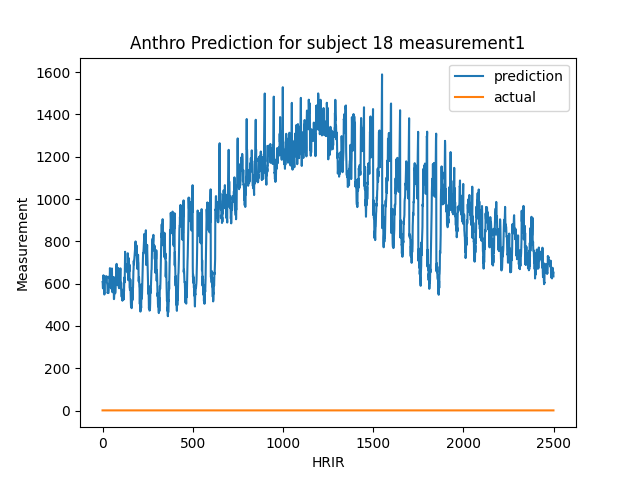 Anthro Prediction for subject 18 measurement1
prediction
actual
Measurement
1600
1400
1200
1000
800
600
400
200
0
0 500 1000 1500 2000 2500
HRIR